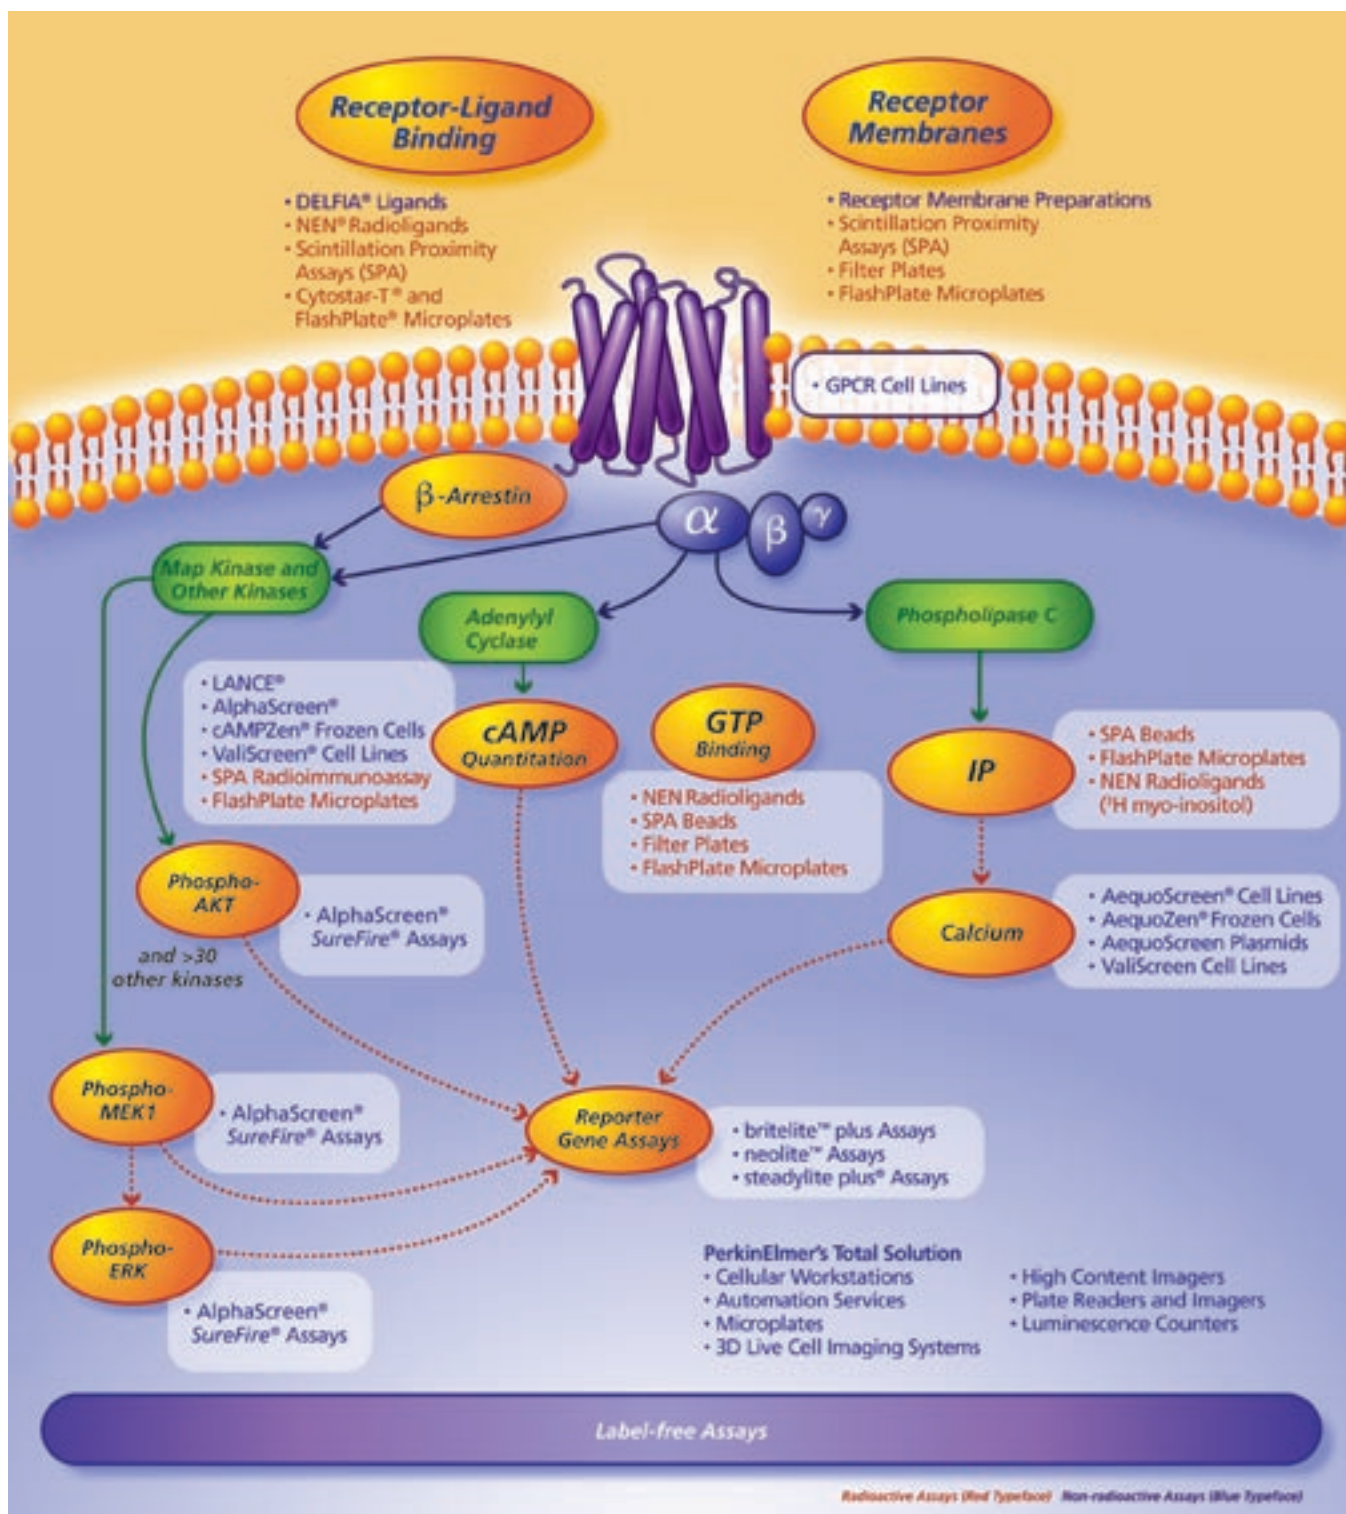 Receptor-Ligand
Binding
• DELFIA® Ligands
• NEN® Radioligands
• Scintillation Proximity
Assays (SPA)
• Cytostar-T® and
FlashPlate® Microplates
Receptor
Membranes
• Receptor Membrane Preparations
• Scintillation Proximity
Assays (SPA)
• Filter Plates
• FlashPlate Microplates
• GPCR Cell Lines
β-Arrestin
α
β
γ
Map Kinase and
Other Kinases
Adenylyl
Cyclase
Phospholipase C
• LANCE®
• AlphaScreen®
• cAMPZen® Frozen Cells
• ValiScreen® Cell Lines
• SPA Radioimmunoassay
• FlashPlate Microplates
cAMP
Quantitation
GTP
Binding
• NEN Radioligands
• SPA Beads
• Filter Plates
• FlashPlate Microplates
IP
• SPA Beads
• FlashPlate Microplates
• NEN Radioligands
(³H myo-inositol)
Phospho-
AKT
• AlphaScreen®
SureFire® Assays
and >30
other kinases
Calcium
• AequoScreen® Cell Lines
• AequoZen® Frozen Cells
• AequoScreen Plasmids
• ValiScreen Cell Lines
Phospho-
MEK1
• AlphaScreen®
SureFire® Assays
Reporter
Gene Assays
• britelite™ plus Assays
• neolite™ Assays
• steadylite plus® Assays
Phospho-
ERK
• AlphaScreen®
SureFire® Assays
PerkinElmer's Total Solution
• Cellular Workstations
• Automation Services
• Microplates
• 3D Live Cell Imaging Systems
• High Content Imagers
• Plate Readers and Imagers
• Luminescence Counters
Label-free Assays
Radioactive Assays (Red Typeface) Non-radioactive Assays (Blue Typeface)